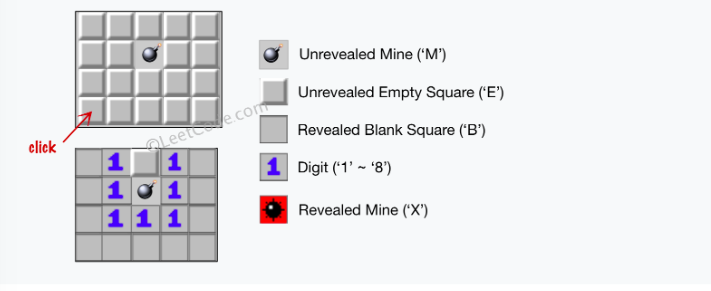 Unrevealed Mine (‘M’)
Unrevealed Empty Square (‘E’)
©LeetCode.com
click
Revealed Blank Square (‘B’)
1 1
1 Digit (‘1’ ~ ‘8’)
1 1
1 1 1
Revealed Mine (‘X’)